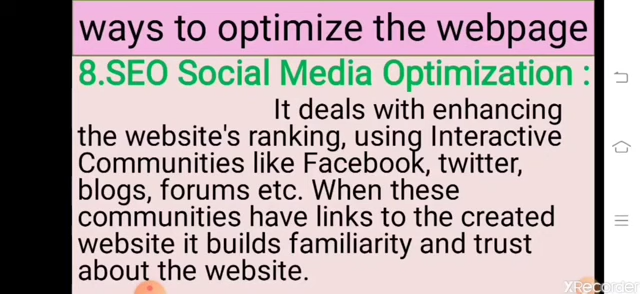 ways to optimize the webpage
8.SEO Social Media Optimization :
It deals with enhancing
the website's ranking, using Interactive
Communities like Facebook, twitter,
blogs, forums etc. When these
communities have links to the created
website it builds familiarity and trust
about the website.
XRecorder